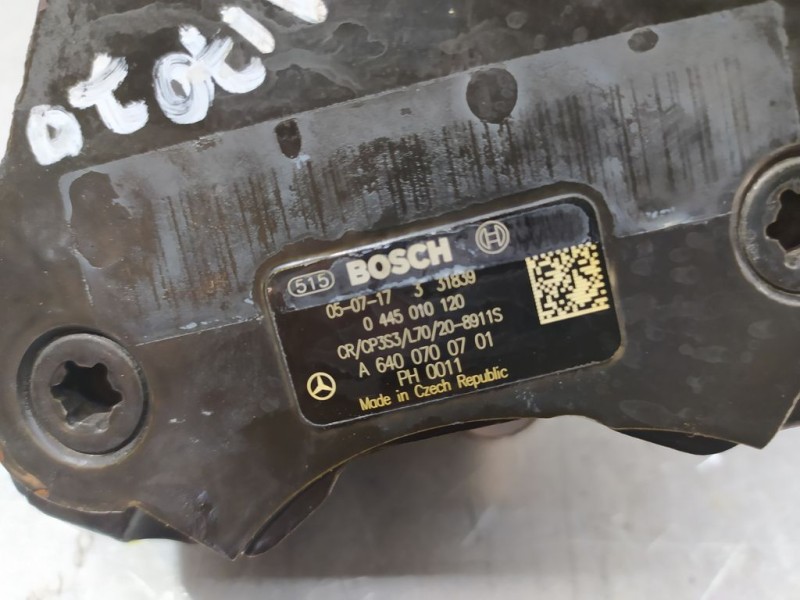 515 BOSCH
05-07-17 3 31839
0 445 010 120
CR/CP3S3/L70/20-8911S
A 640 070 07 01
PH 0011
Made in Czech Republic